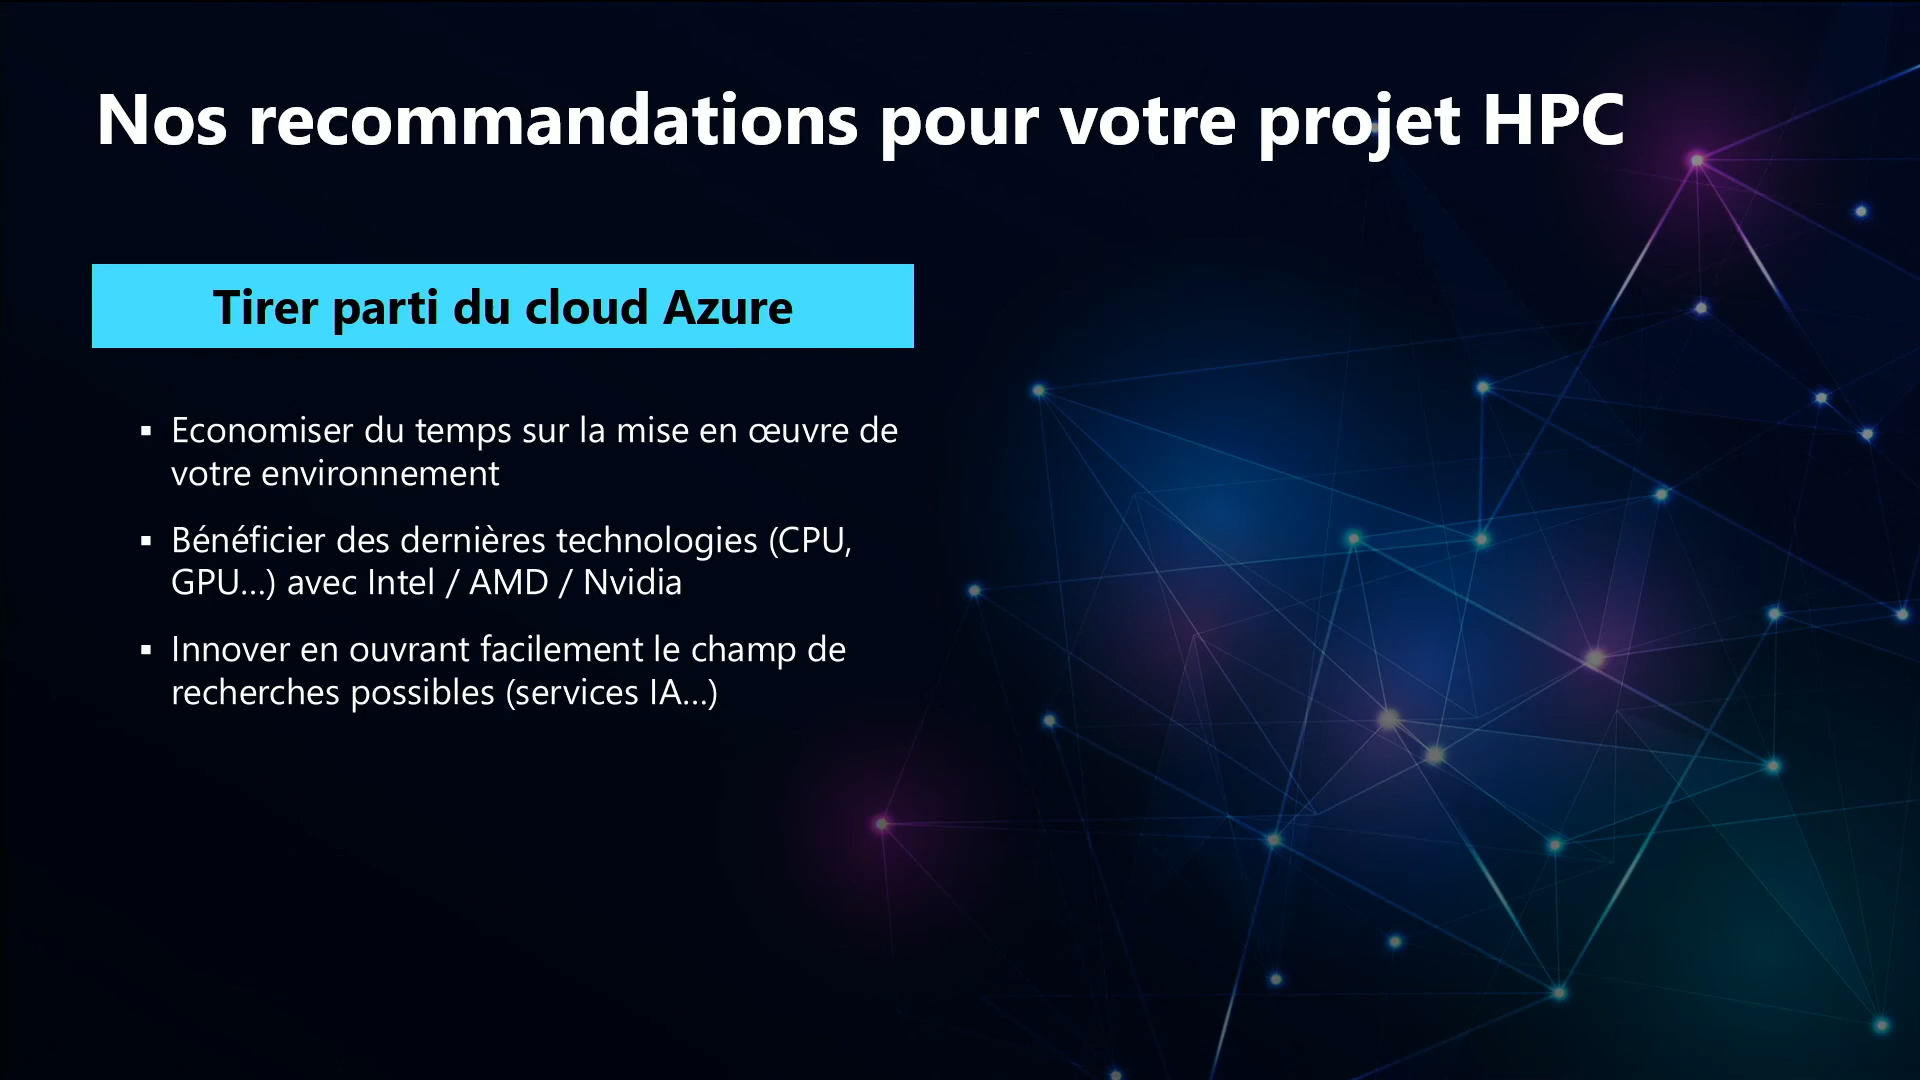 Nos recommandations pour votre projet HPC
Tirer parti du cloud Azure
▪ Economiser du temps sur la mise en œuvre de
votre environnement
▪ Bénéficier des dernières technologies (CPU,
GPU...) avec Intel / AMD / Nvidia
▪ Innover en ouvrant facilement le champ de
recherches possibles (services IA...)